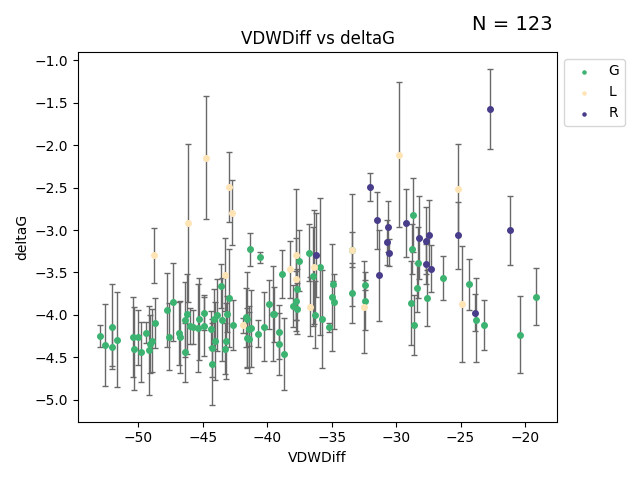 N = 123
VDWDiff vs deltaG
G
L
R
deltaG
−1.0
−1.5
−2.0
−2.5
−3.0
−3.5
−4.0
−4.5
−5.0
−50 −45 −40 −35 −30 −25 −20
VDWDiff